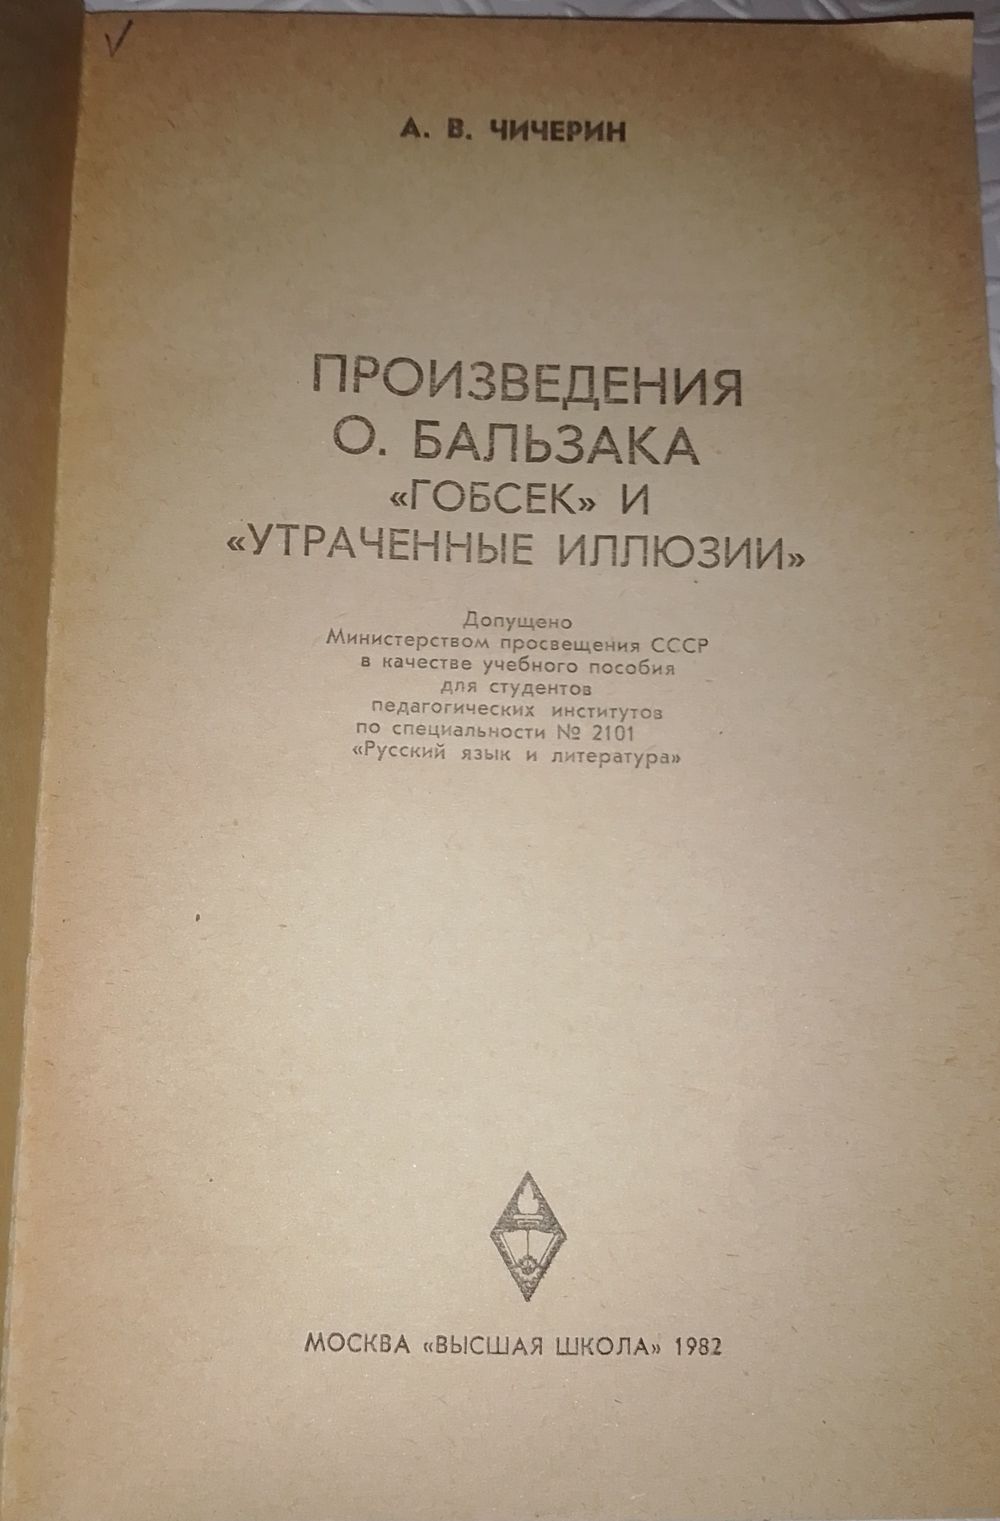 А. В. ЧИЧЕРИН
ПРОИЗВЕДЕНИЯ
О. БАЛЬЗАКА
«ГОБСЕК» И
«УТРАЧЕННЫЕ ИЛЛЮЗИИ»
Допущено
Министерством просвещения СССР
в качестве учебного пособия
для студентов
педагогических институтов
по специальности № 2101
«Русский язык и литература»
МОСКВА «ВЫСШАЯ ШКОЛА» 1982